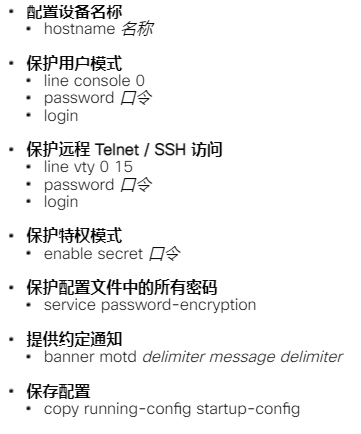 • 配置设备名称
• hostname 名称
• 保护用户模式
• line console 0
• password 口令
• login
• 保护远程 Telnet / SSH 访问
• line vty 0 15
• password 口令
• login
• 保护特权模式
• enable secret 口令
• 保护配置文件中的所有密码
• service password-encryption
• 提供约定通知
• banner motd delimiter message delimiter
• 保存配置
• copy running-config startup-config